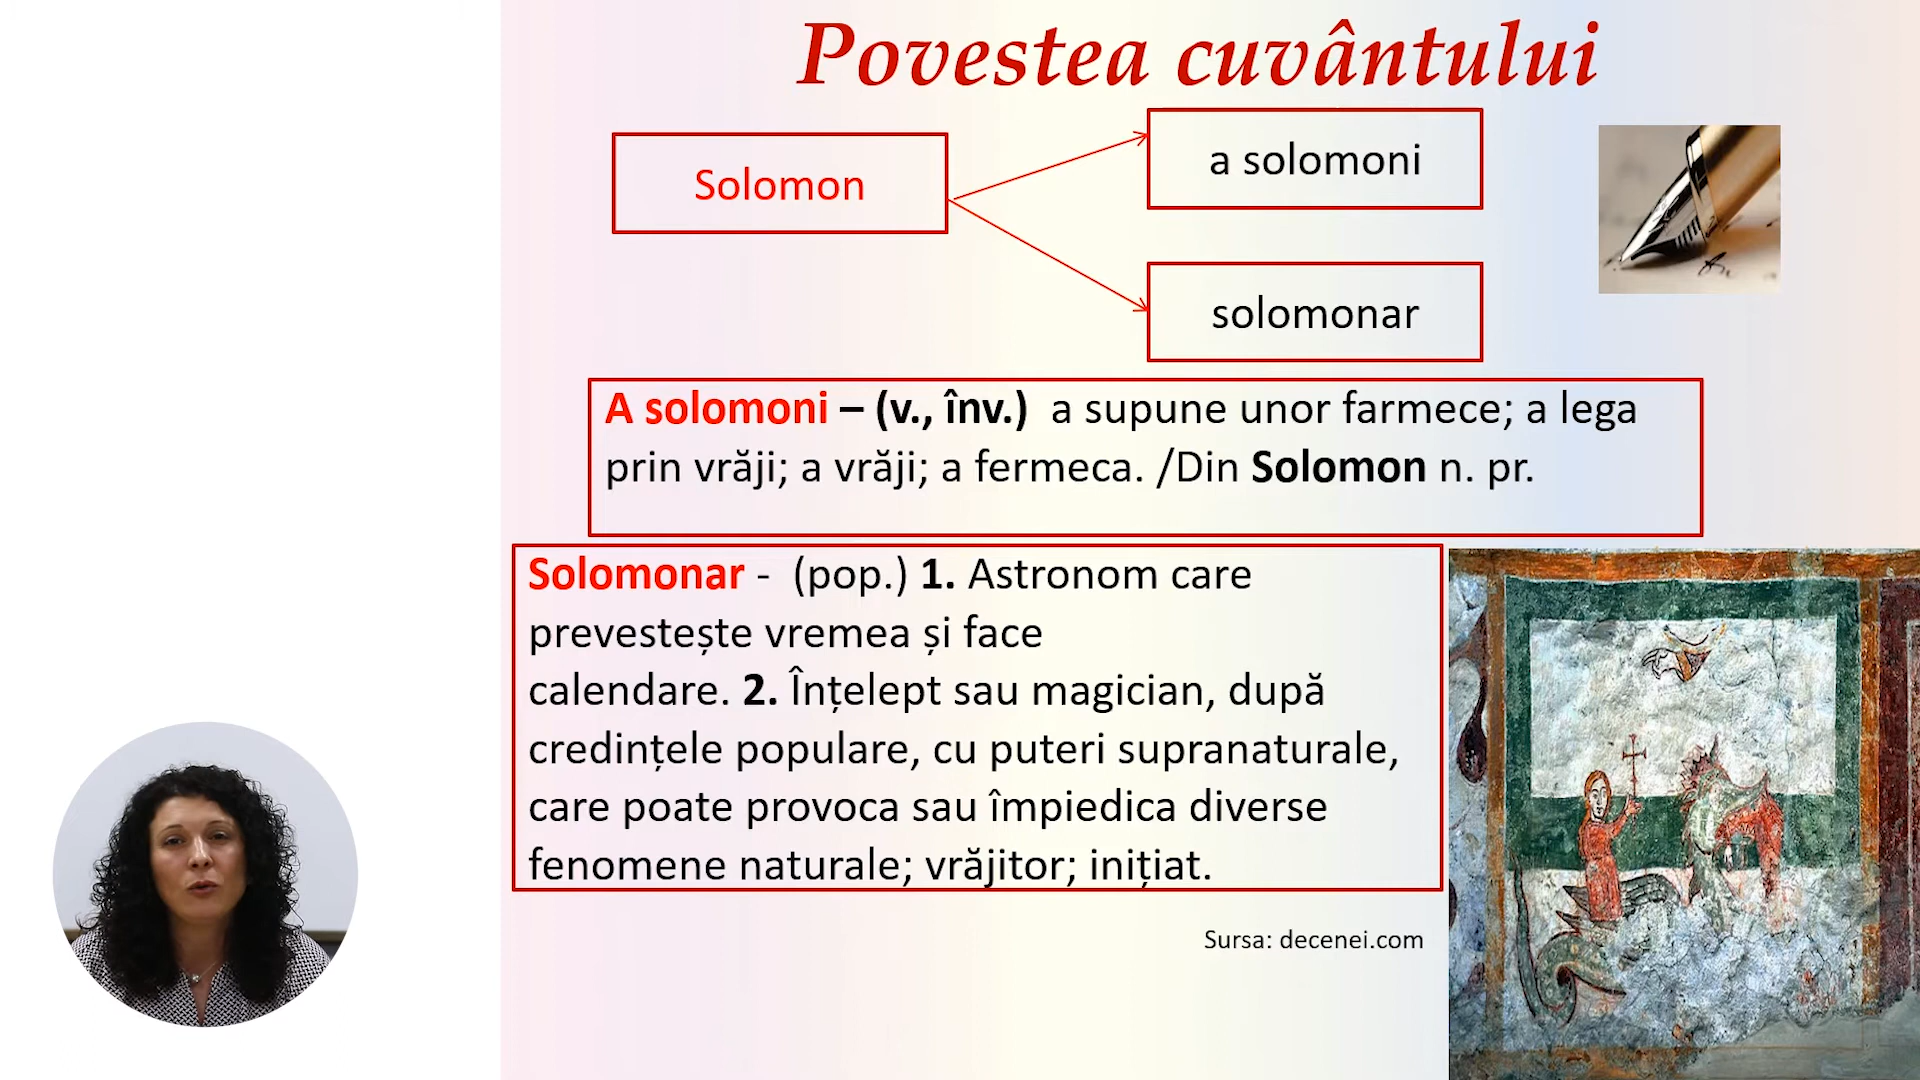 Povestea cuvântului
Solomon
a solomoni
solomonar
A solomoni – (v., înv.) a supune unor farmece; a lega
prin vrăji; a vrăji; a fermeca. /Din Solomon n. pr.
Solomonar - (pop.) 1. Astronom care
prevestește vremea și face
calendare. 2. Înțelept sau magician, după
credințele populare, cu puteri supranaturale,
care poate provoca sau împiedica diverse
fenomene naturale; vrăjitor; inițiat.
Sursa: decenei.com